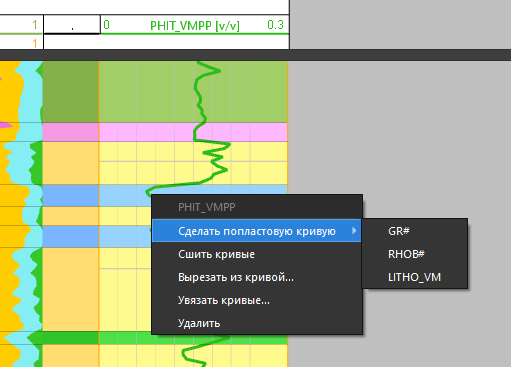 1 . 0 PHIT_VMPP [v/v] 0.3
1
PHIT_VMPP
Сделать попластовую кривую
Сшить кривые
Вырезать из кривой...
Увязать кривые...
Удалить
GR#
RHOB#
LITHO_VM